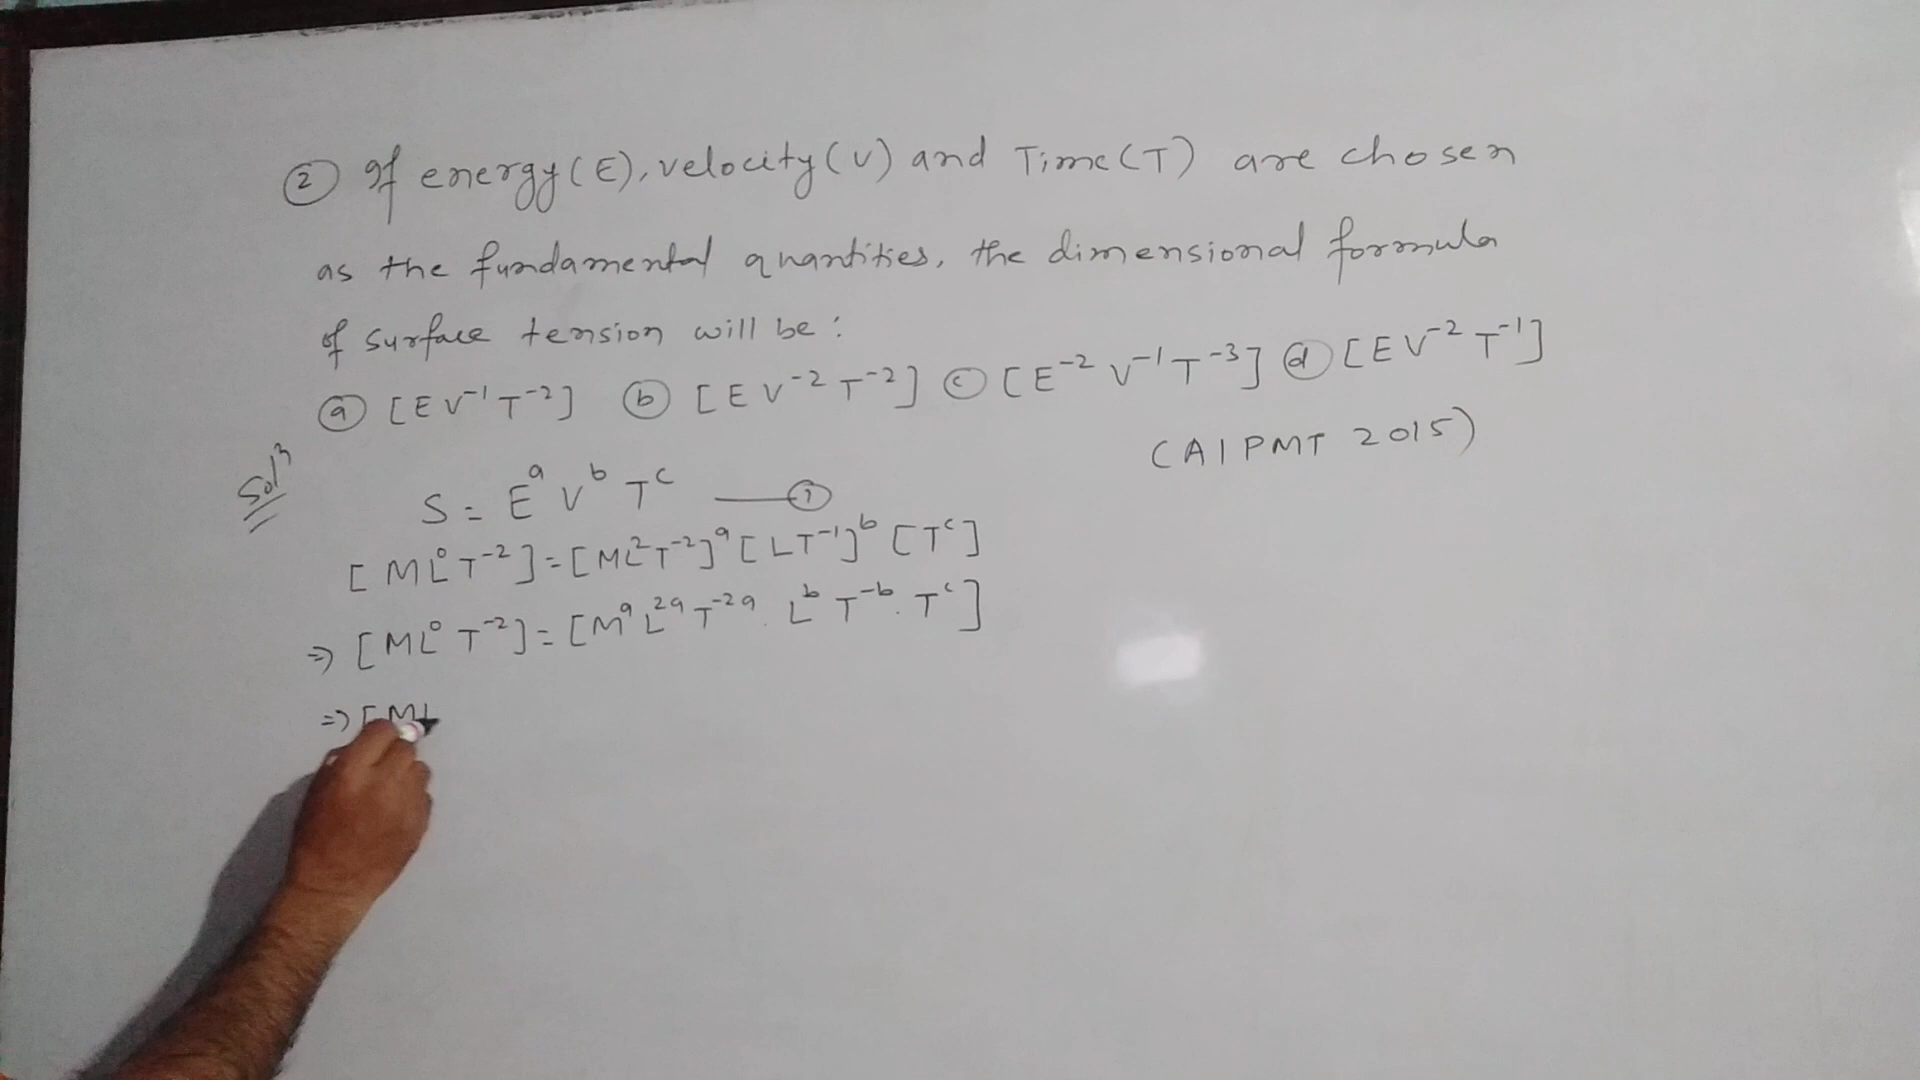 ② If energy(E), velocity(V) and Time(T) are chosen
as the fundamental quantities, the dimensional formula
of surface tension will be:
ⓐ [E V⁻¹ T⁻²] ⓑ [E V⁻² T⁻²] ⓒ [E⁻² V⁻¹ T⁻³] ⓓ [E V⁻² T⁻¹]
(AIPMT 2015)
Solⁿ
S = Eᵃ Vᵇ Tᶜ —— ①
[M L⁰ T⁻²] = [M L² T⁻²]ᵃ [L T⁻¹]ᵇ [Tᶜ]
⇒ [M L⁰ T⁻²] = [Mᵃ L²ᵃ T⁻²ᵃ . Lᵇ T⁻ᵇ . Tᶜ]
⇒ [ML